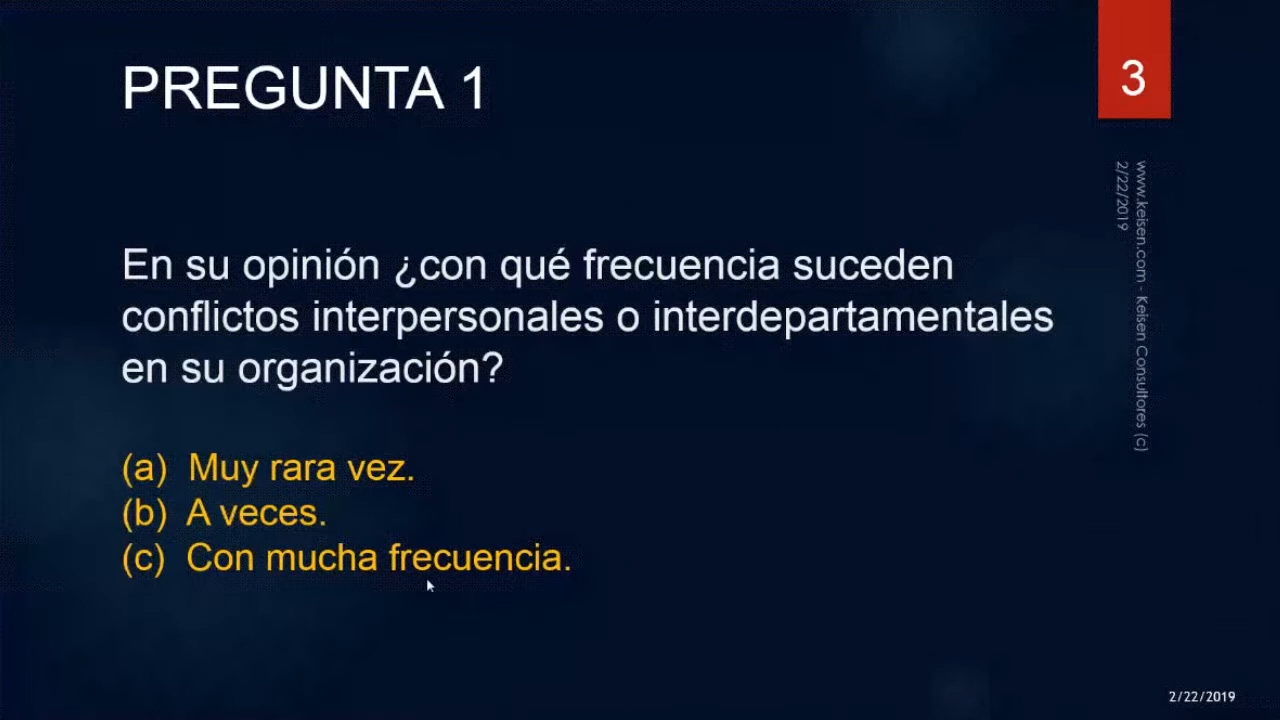 PREGUNTA 1
3
www.keisen.com - Keisen Consultores (c)
2/22/2019
En su opinión ¿con qué frecuencia suceden
conflictos interpersonales o interdepartamentales
en su organización?
(a) Muy rara vez.
(b) A veces.
(c) Con mucha frecuencia.
2/22/2019